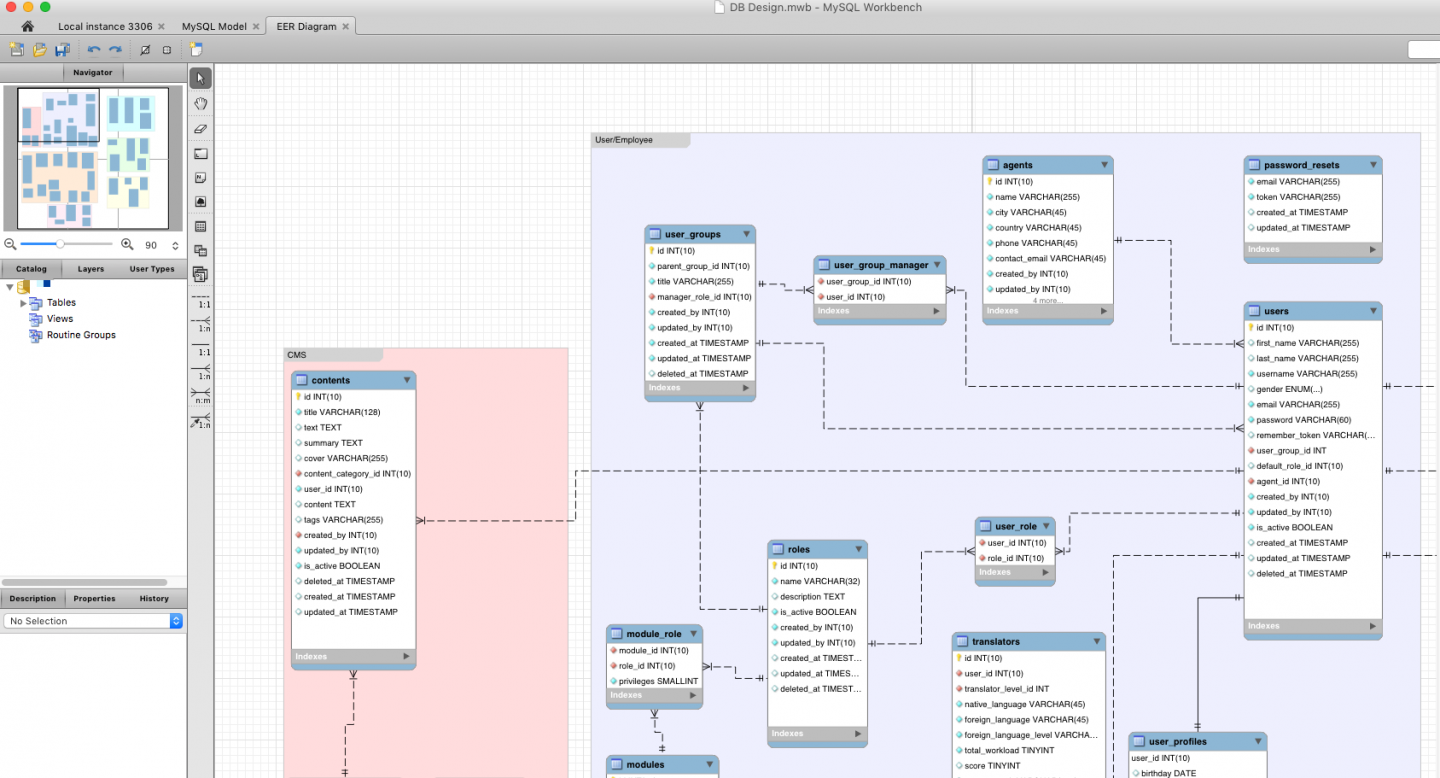 DB Design.mwb - MySQL Workbench
Local instance 3306
MySQL Model
EER Diagram
Navigator
90
Catalog
Layers
User Types
Tables
Views
Routine Groups
Description
Properties
History
No Selection
1:1
1:n
1:1
1:n
n:m
1:n
CMS
contents
id INT(10)
title VARCHAR(128)
text TEXT
summary TEXT
cover VARCHAR(255)
content_category_id INT(10)
user_id INT(10)
content TEXT
tags VARCHAR(255)
created_by INT(10)
updated_by INT(10)
is_active BOOLEAN
deleted_at TIMESTAMP
created_at TIMESTAMP
updated_at TIMESTAMP
Indexes
User/Employee
user_groups
id INT(10)
parent_group_id INT(10)
title VARCHAR(255)
manager_role_id INT(10)
created_by INT(10)
updated_by INT(10)
created_at TIMESTAMP
updated_at TIMESTAMP
deleted_at TIMESTAMP
Indexes
user_group_manager
user_group_id INT(10)
user_id INT(10)
Indexes
agents
id INT(10)
name VARCHAR(255)
city VARCHAR(45)
country VARCHAR(45)
phone VARCHAR(45)
contact_email VARCHAR(45)
created_by INT(10)
updated_by INT(10)
4 more...
Indexes
password_resets
email VARCHAR(255)
token VARCHAR(255)
created_at TIMESTAMP
updated_at TIMESTAMP
Indexes
users
id INT(10)
first_name VARCHAR(255)
last_name VARCHAR(255)
username VARCHAR(255)
gender ENUM(...)
email VARCHAR(255)
password VARCHAR(60)
remember_token VARCHAR(...
user_group_id INT
default_role_id INT(10)
agent_id INT(10)
created_by INT(10)
updated_by INT(10)
is_active BOOLEAN
created_at TIMESTAMP
updated_at TIMESTAMP
deleted_at TIMESTAMP
Indexes
roles
id INT(10)
name VARCHAR(32)
description TEXT
is_active BOOLEAN
created_by INT(10)
updated_by INT(10)
created_at TIMEST...
updated_at TIMES...
deleted_at TIMEST...
Indexes
user_role
user_id INT(10)
role_id INT(10)
Indexes
module_role
module_id INT(10)
role_id INT(10)
privileges SMALLINT
Indexes
modules
translators
id INT(10)
user_id INT(10)
translator_level_id INT
native_language VARCHAR(45)
foreign_language VARCHAR(45)
foreign_language_level VARCHA...
total_workload TINYINT
score TINYINT
user_profiles
user_id INT(10)
birthday DATE